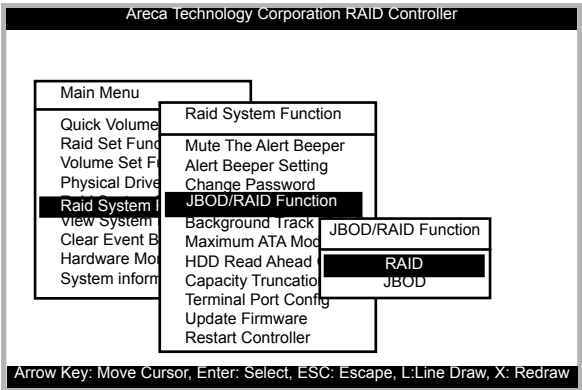 Areca Technology Corporation RAID Controller
Main Menu
Quick Volume
Raid Set Func
Volume Set F
Physical Drive
Raid System
View System
Clear Event B
Hardware Mo
System inform
Raid System Function
Mute The Alert Beeper
Alert Beeper Setting
Change Password
JBOD/RAID Function
Background Track
Maximum ATA Mod
HDD Read Ahead
Capacity Truncation
Terminal Port Config
Update Firmware
Restart Controller
JBOD/RAID Function
RAID
JBOD
Arrow Key: Move Cursor, Enter: Select, ESC: Escape, L:Line Draw, X: Redraw